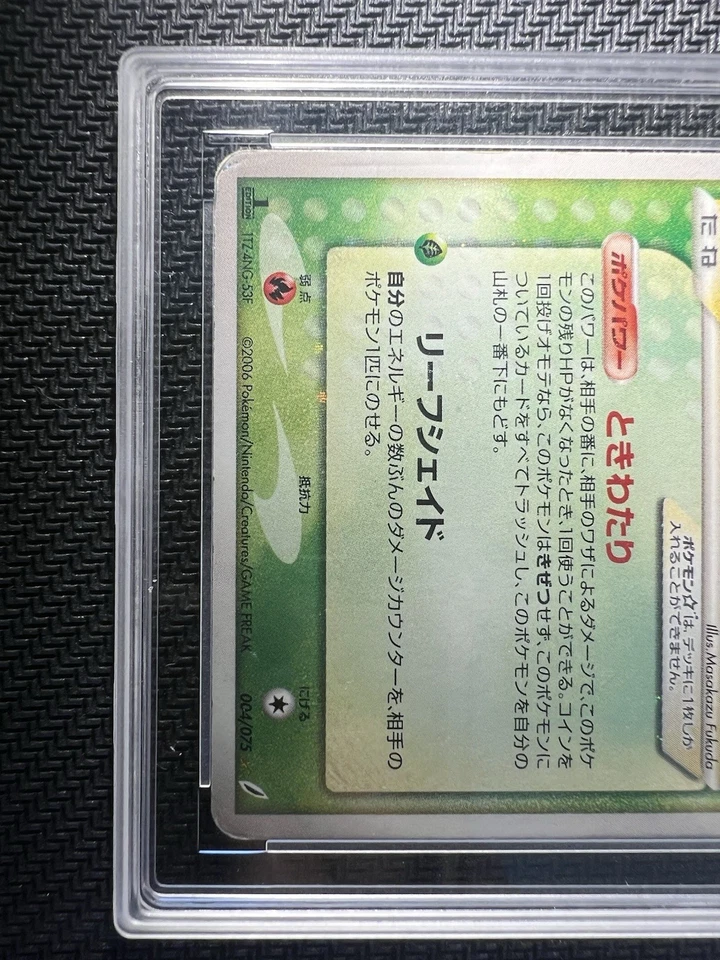 たね
Illus. Masakazu Fukuda
ポケモン☆は、デッキに1枚しか
入れることができません。
ポケパワー ときわたり
このパワーは、相手の番に、相手のワザによるダメージで、このポケ
モンの残りHPがなくなったとき、1回使うことができる。コインを
1回投げオモテなら、このポケモンはきぜつせず、このポケモンに
ついているカードをすべてトラッシュし、このポケモンを自分の
山札の一番下にもどす。
リーフシェイド
自分のエネルギーの数ぶんのダメージカウンターを、相手の
ポケモン1匹にのせる。
弱点
抵抗力
にげる
1 EDITION 1TZ-4NG-53F ©2006 Pokémon/Nintendo/Creatures/GAME FREAK 004/075